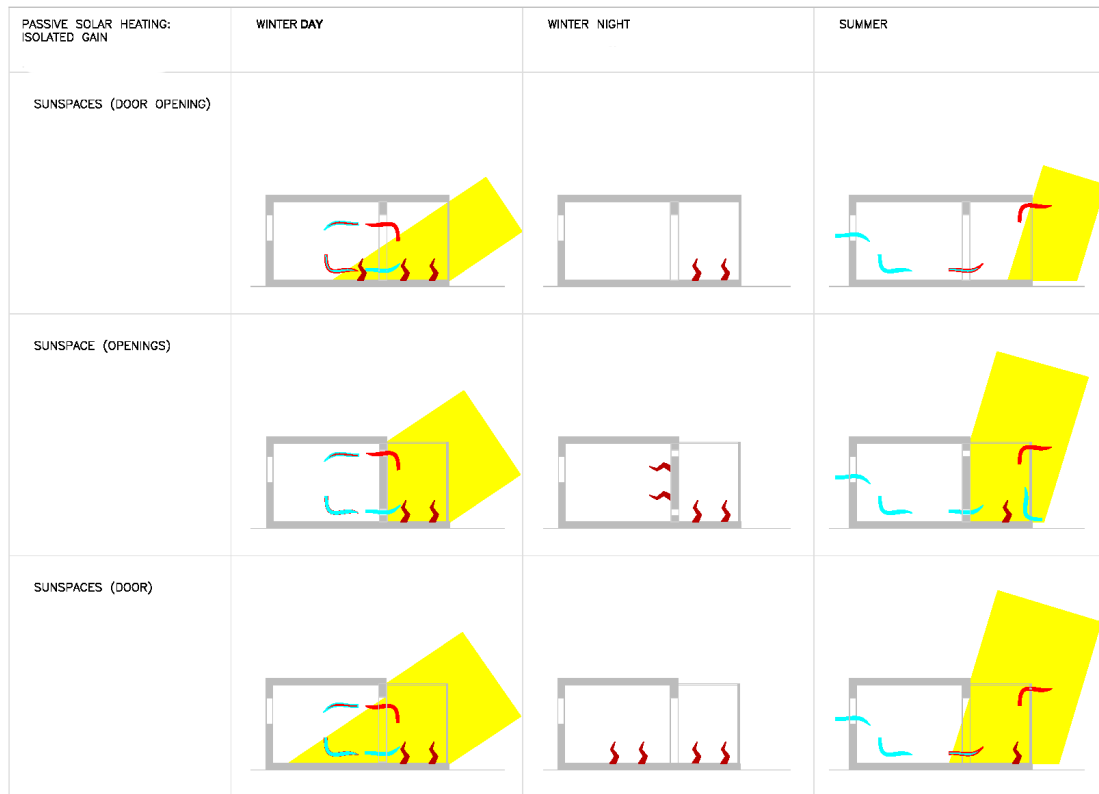 PASSIVE SOLAR HEATING:
ISOLATED GAIN
WINTER DAY
WINTER NIGHT
SUMMER
SUNSPACES (DOOR OPENING)
SUNSPACE (OPENINGS)
SUNSPACES (DOOR)